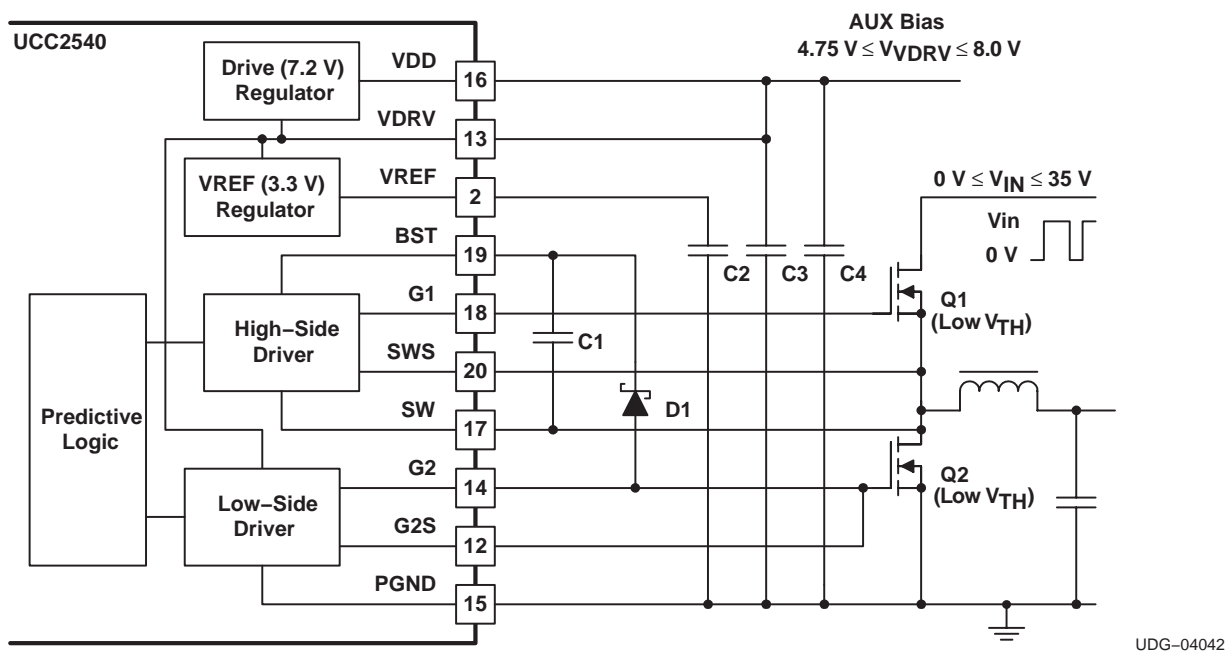 UCC2540
AUX Bias
4.75 V ≤ VVDRV ≤ 8.0 V
Drive (7.2 V)
Regulator
VDD
16
VDRV
13
VREF (3.3 V)
Regulator
VREF
2
0 V ≤ VIN ≤ 35 V
Vin
0 V
BST
19
C2
C3
C4
G1
18
Q1
(Low VTH)
High–Side
Driver
C1
SWS
20
Predictive
Logic
SW
17
D1
G2
14
Q2
(Low VTH)
Low–Side
Driver
G2S
12
PGND
15
UDG–04042